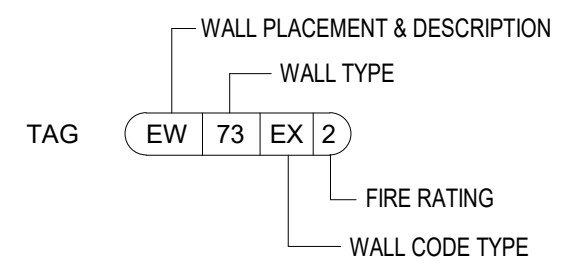 WALL PLACEMENT & DESCRIPTION
WALL TYPE
TAG EW 73 EX 2
FIRE RATING
WALL CODE TYPE